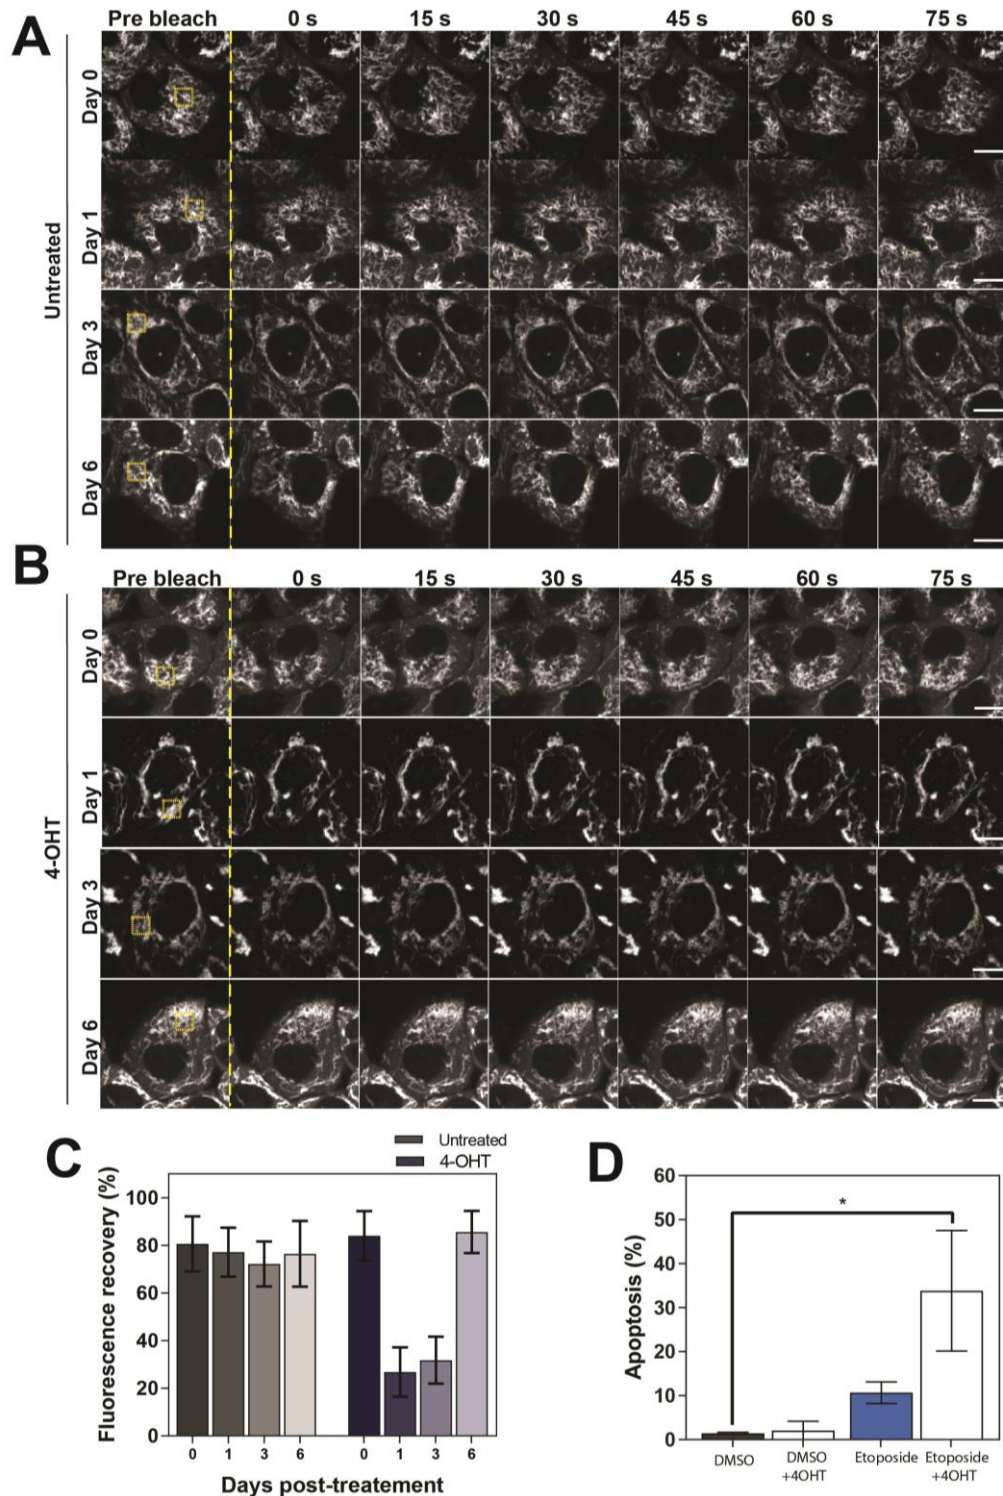 A
Pre bleach 0 s 15 s 30 s 45 s 60 s 75 s
Untreated
Day 0
Day 1
Day 3
Day 6
B
Pre bleach 0 s 15 s 30 s 45 s 60 s 75 s
4-OHT
Day 0
Day 1
Day 3
Day 6
C
Untreated
4-OHT
Fluorescence recovery (%)
100
80
60
40
20
0
0 1 3 6 0 1 3 6
Days post-treatement
D
Apoptosis (%)
60
50
40
30
20
10
0
*
DMSO
DMSO
+4OHT
Etoposide
Etoposide
+4OHT